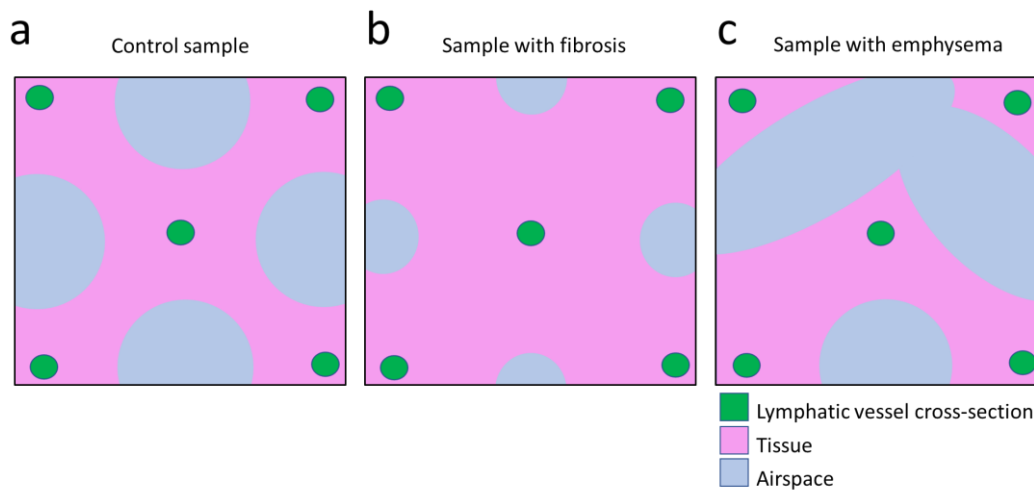 a
Control sample
b
Sample with fibrosis
c
Sample with emphysema
Lymphatic vessel cross-section
Tissue
Airspace